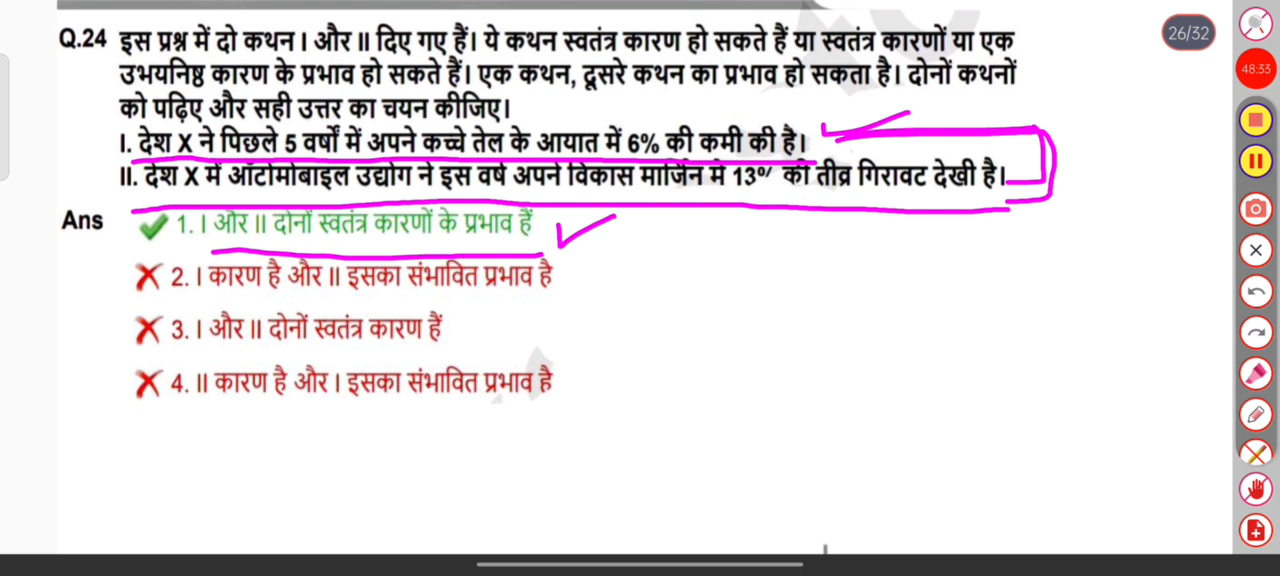 26/32
48:33
Q.24 इस प्रश्न में दो कथन I और II दिए गए हैं। ये कथन स्वतंत्र कारण हो सकते हैं या स्वतंत्र कारणों या एक
उभयनिष्ठ कारण के प्रभाव हो सकते हैं। एक कथन, दूसरे कथन का प्रभाव हो सकता है। दोनों कथनों
को पढ़िए और सही उत्तर का चयन कीजिए।
I. देश X ने पिछले 5 वर्षों में अपने कच्चे तेल के आयात में 6% की कमी की है।
II. देश X में ऑटोमोबाइल उद्योग ने इस वर्ष अपने विकास मार्जिन में 13% की तीव्र गिरावट देखी है।
Ans 1. I और II दोनों स्वतंत्र कारणों के प्रभाव हैं
2. I कारण है और II इसका संभावित प्रभाव है
3. I और II दोनों स्वतंत्र कारण हैं
4. II कारण है और I इसका संभावित प्रभाव है